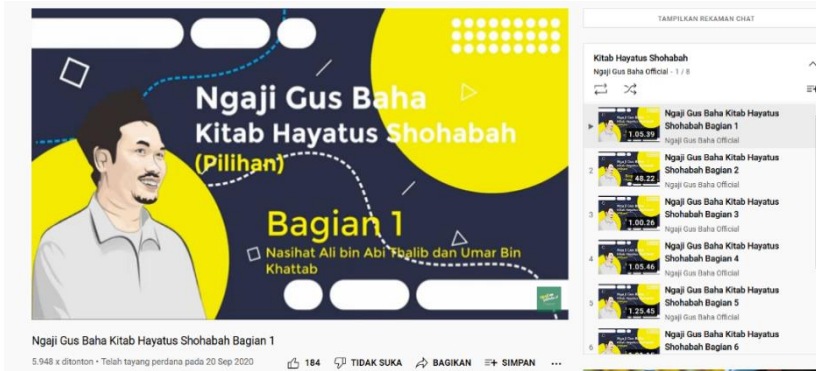 Ngaji Gus Baha
Kitab Hayatus Shohabah
(Pilihan)
Bagian 1
Nasihat Ali bin Abi Thalib dan Umar Bin
Khattab
Ngaji Gus Baha Kitab Hayatus Shohabah Bagian 1
5.948 x ditonton • Telah tayang perdana pada 20 Sep 2020
184 TIDAK SUKA BAGIKAN SIMPAN ...
TAMPILKAN REKAMAN CHAT
Kitab Hayatus Shohabah
Ngaji Gus Baha Official - 1 / 8
1.05.39
Ngaji Gus Baha Kitab Hayatus
Shohabah Bagian 1
Ngaji Gus Baha Official
2
48.22
Ngaji Gus Baha Kitab Hayatus
Shohabah Bagian 2
Ngaji Gus Baha Official
3
1.00.26
Ngaji Gus Baha Kitab Hayatus
Shohabah Bagian 3
Ngaji Gus Baha Official
4
1.05.46
Ngaji Gus Baha Kitab Hayatus
Shohabah Bagian 4
Ngaji Gus Baha Official
5
1.25.45
Ngaji Gus Baha Kitab Hayatus
Shohabah Bagian 5
Ngaji Gus Baha Official
6
Ngaji Gus Baha Kitab Hayatus
Shohabah Bagian 6